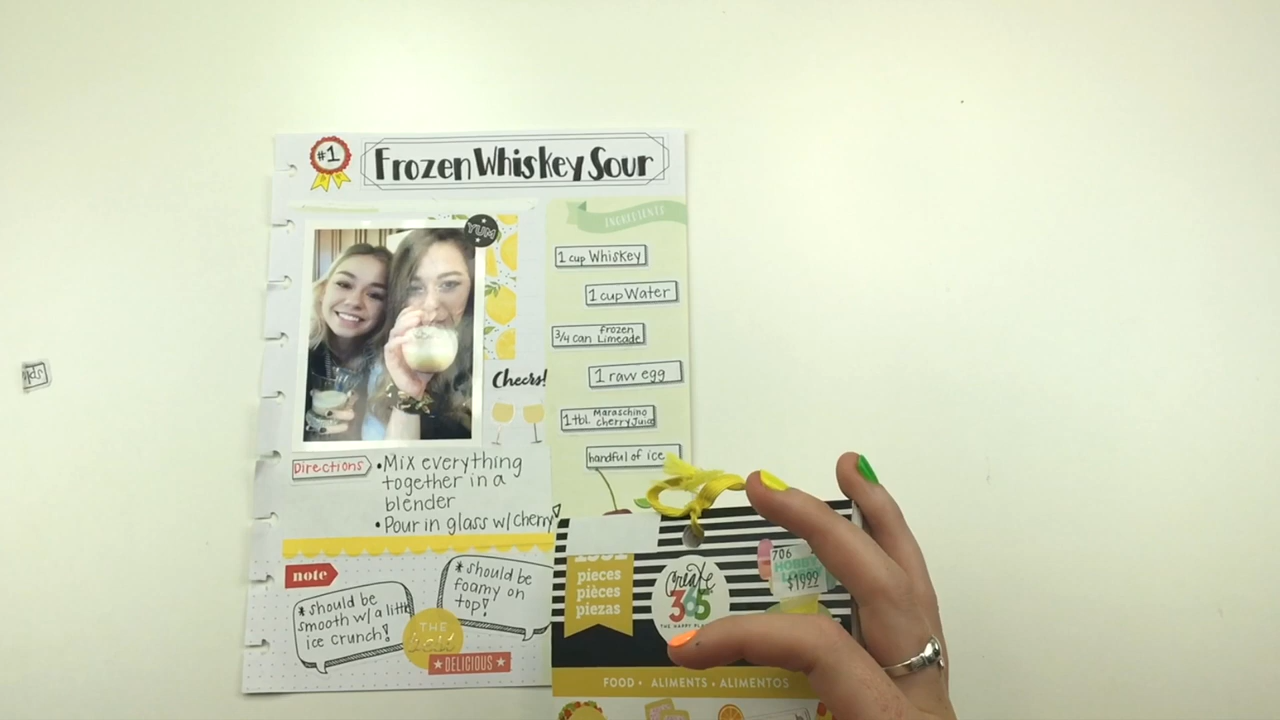 #1
Frozen Whiskey Sour
YUM
INGREDIENTS
1 cup Whiskey
1 cup Water
3/4 can frozen Limeade
1 raw egg
1 tbl. Maraschino cherry Juice
handful of ice
Cheers!
Directions
•Mix everything
together in a
blender
•Pour in glass w/ cherry
note
*should be
smooth w/ a little
ice crunch!
*should be
foamy on
top!
THE
best
DELICIOUS
pieces
pièces
piezas
Create
365
THE HAPPY
706
HOBBY
$19.99
FOOD • ALIMENTS • ALIMENTOS